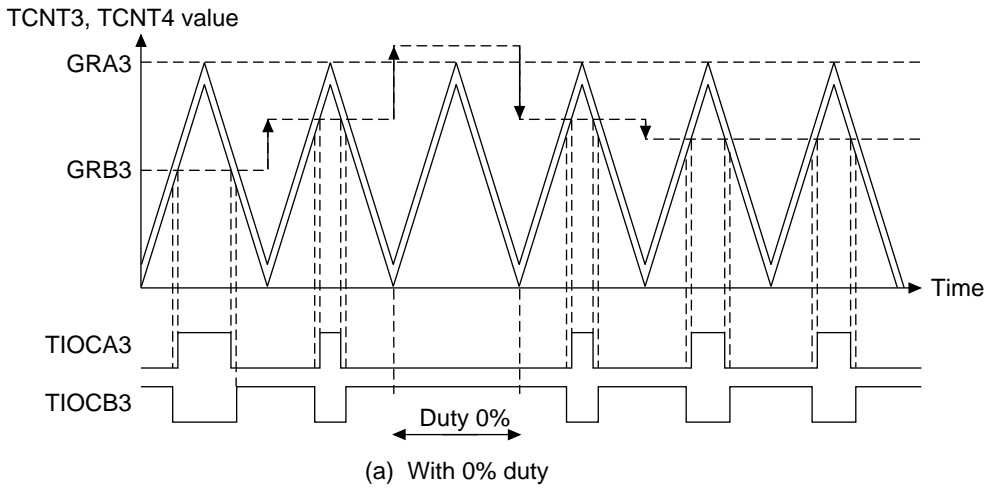 TCNT3, TCNT4 value
GRA3
GRB3
Time
TIOCA3
TIOCB3
Duty 0%
(a) With 0% duty